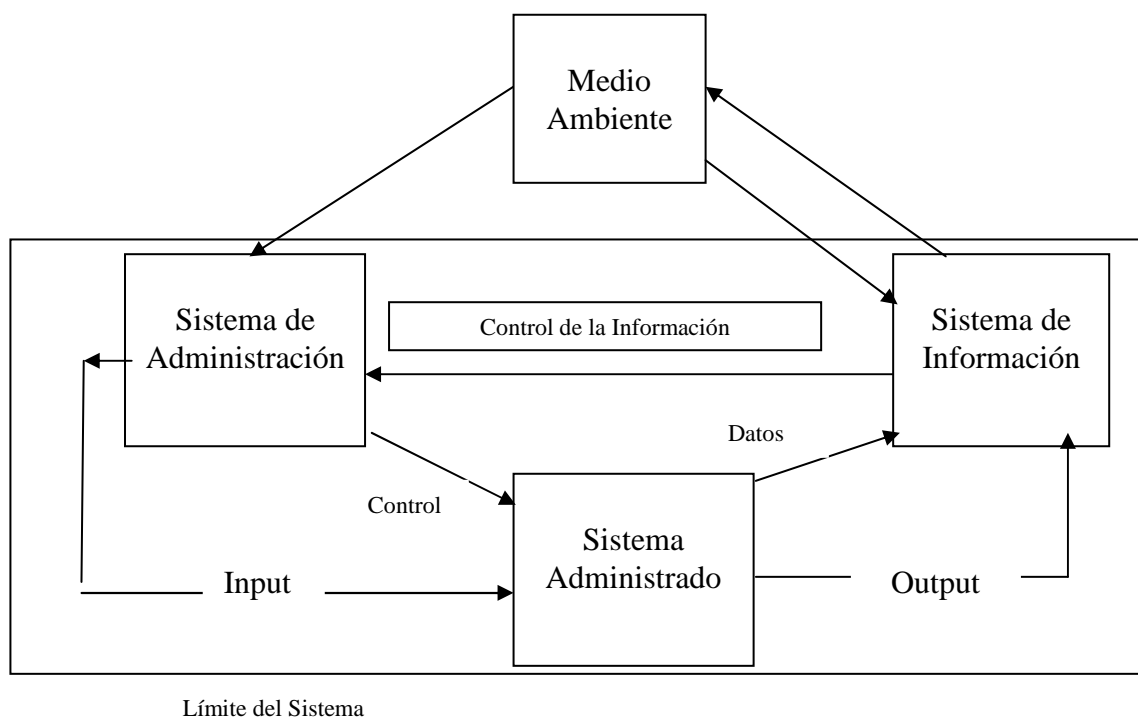 Medio
Ambiente
Sistema de
Administración
Control de la Información
Sistema de
Información
Datos
Control
Sistema
Administrado
Input
Output
Límite del Sistema